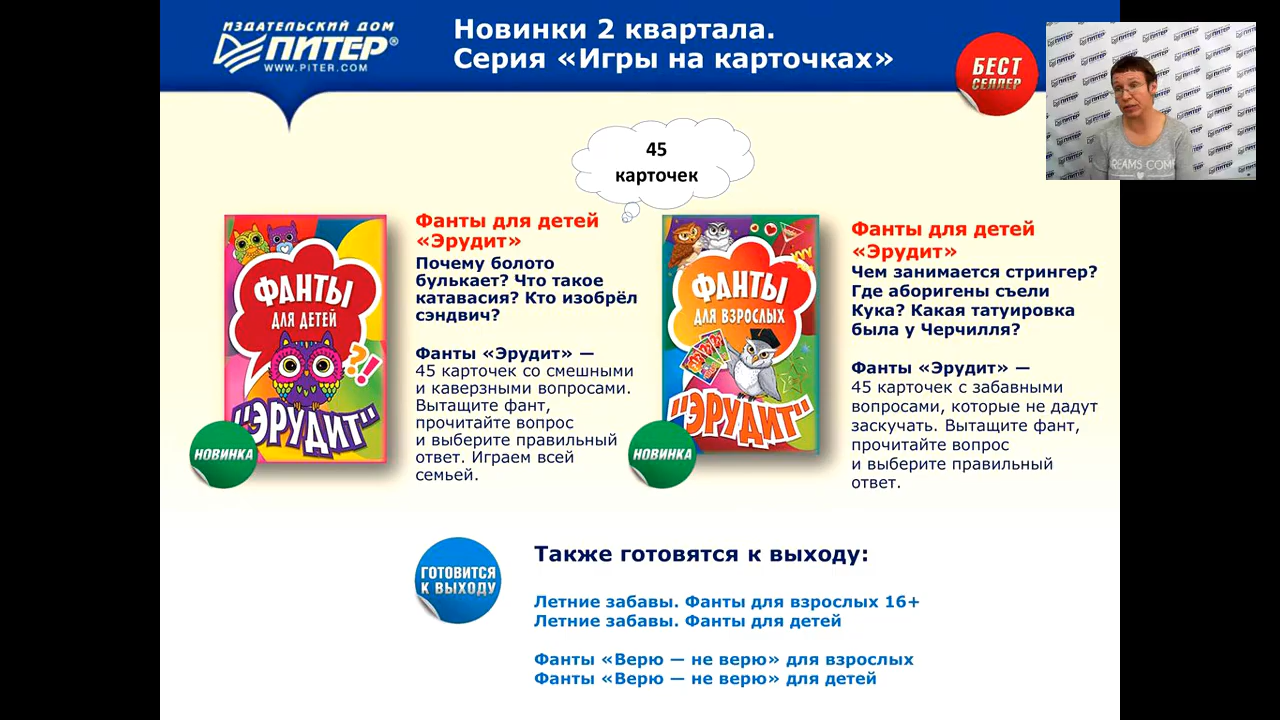 ИЗДАТЕЛЬСКИЙ ДОМ
ПИТЕР®
WWW.PITER.COM
Новинки 2 квартала.
Серия «Игры на карточках»
БЕСТ
СЕЛЛЕР
45
карточек
ФАНТЫ
ДЛЯ ДЕТЕЙ
?!
"ЭРУДИТ"
НОВИНКА
Фанты для детей
«Эрудит»
Почему болото
булькает? Что такое
катавасия? Кто изобрёл
сэндвич?
Фанты «Эрудит» —
45 карточек со смешными
и каверзными вопросами.
Вытащите фант,
прочитайте вопрос
и выберите правильный
ответ. Играем всей
семьей.
ФАНТЫ
ДЛЯ ВЗРОСЛЫХ
"ЭРУДИТ"
НОВИНКА
Фанты для детей
«Эрудит»
Чем занимается стрингер?
Где аборигены съели
Кука? Какая татуировка
была у Черчилля?
Фанты «Эрудит» —
45 карточек с забавными
вопросами, которые не дадут
заскучать. Вытащите фант,
прочитайте вопрос
и выберите правильный
ответ.
ГОТОВИТСЯ
К ВЫХОДУ
Также готовятся к выходу:
Летние забавы. Фанты для взрослых 16+
Летние забавы. Фанты для детей
Фанты «Верю — не верю» для взрослых
Фанты «Верю — не верю» для детей
ПИТЕР